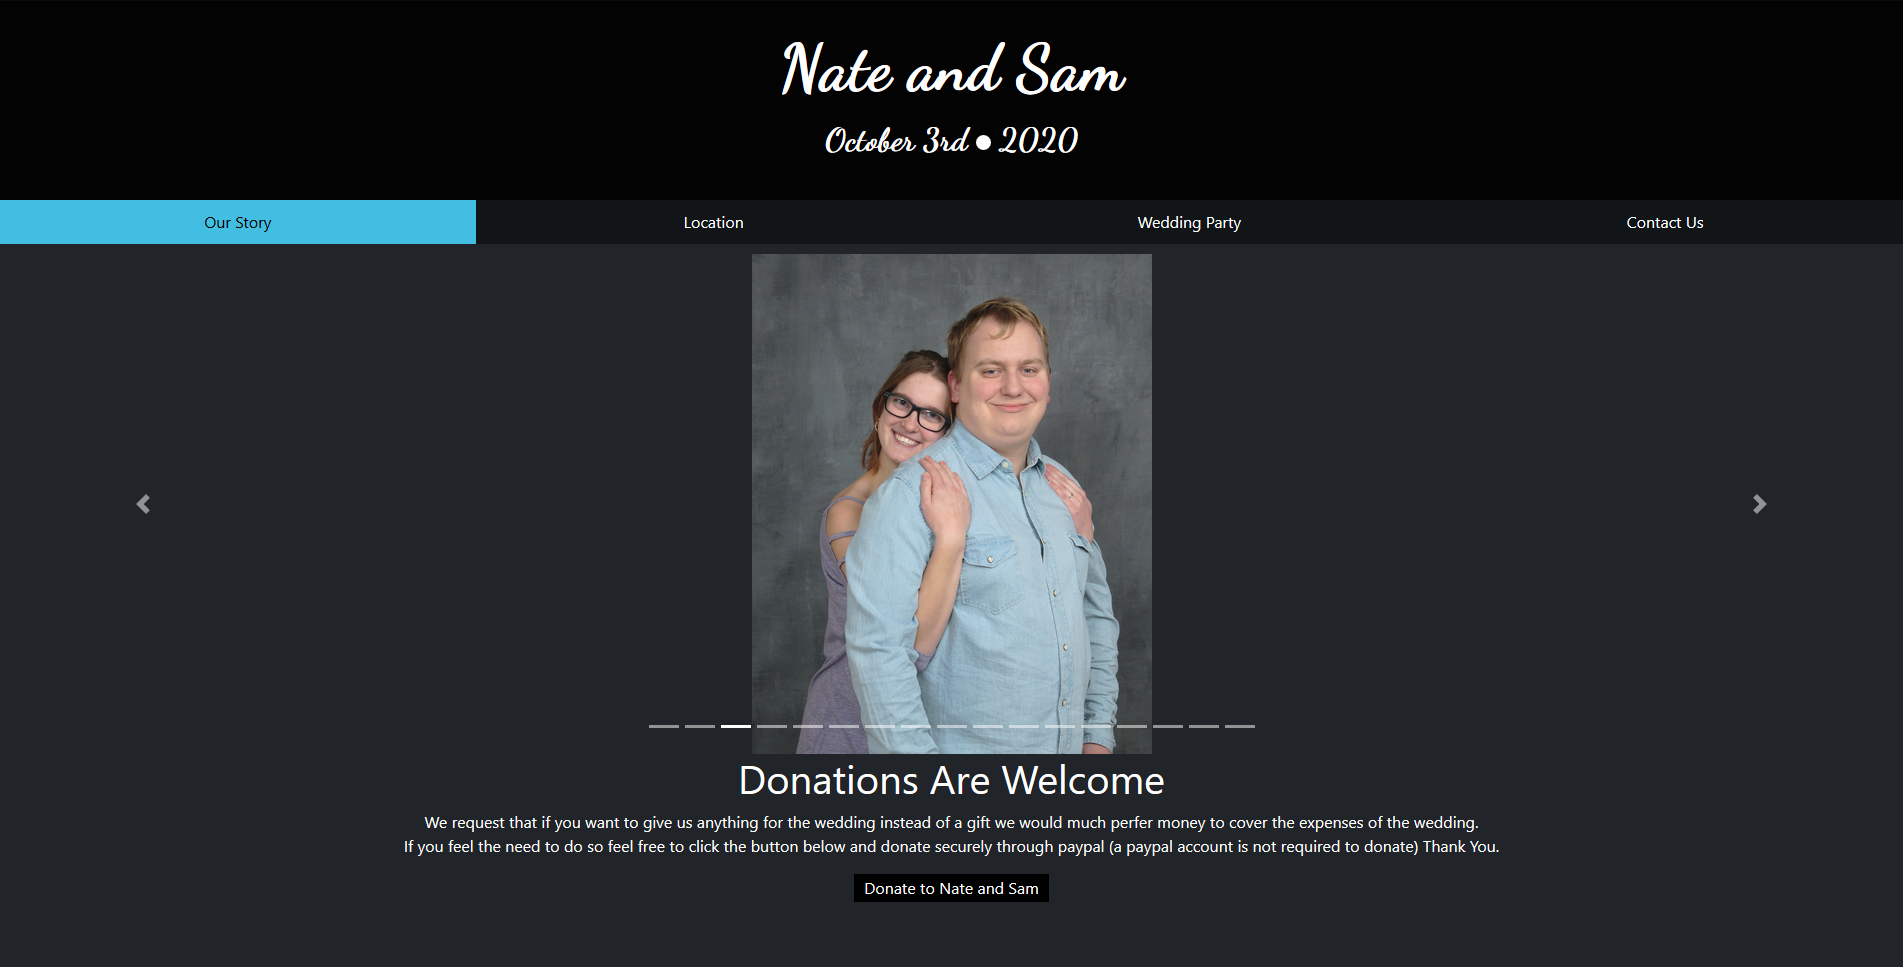 Nate and Sam
October 3rd ● 2020
Our Story Location Wedding Party Contact Us
Donations Are Welcome
We request that if you want to give us anything for the wedding instead of a gift we would much perfer money to cover the expenses of the wedding.
If you feel the need to do so feel free to click the button below and donate securely through paypal (a paypal account is not required to donate) Thank You.
Donate to Nate and Sam